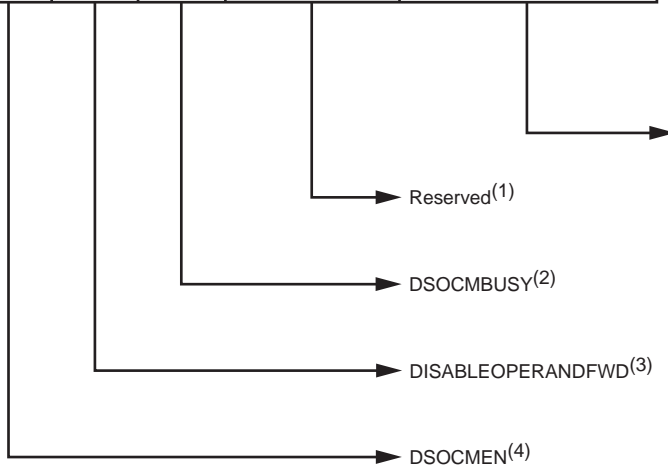 Reserved(1)
DSOCMBUSY(2)
DISABLEOPERANDFWD(3)
DSOCMEN(4)